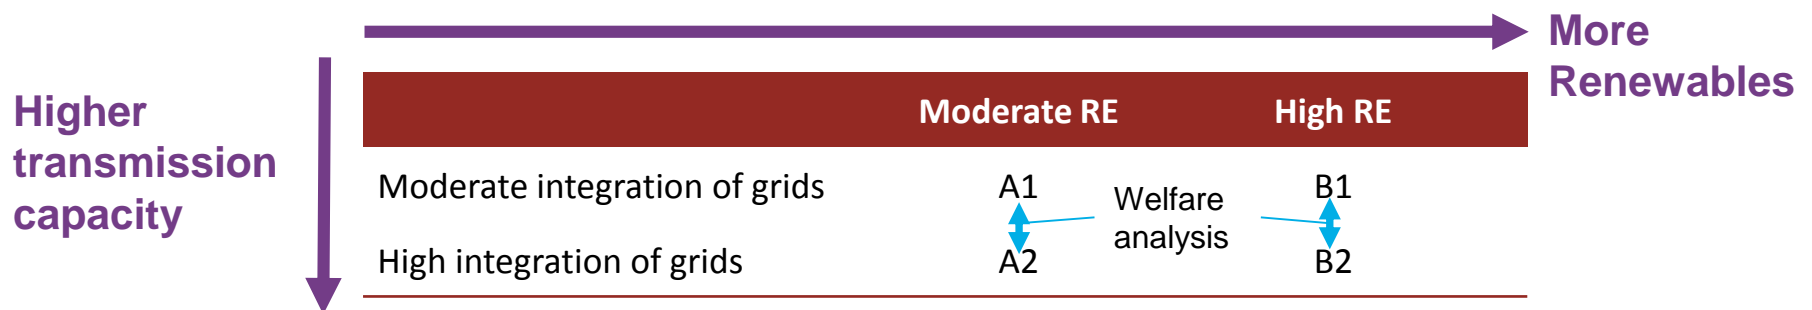 More
Renewables
Higher
transmission
capacity
Moderate RE High RE
Moderate integration of grids A1 B1
Welfare
analysis
High integration of grids A2 B2